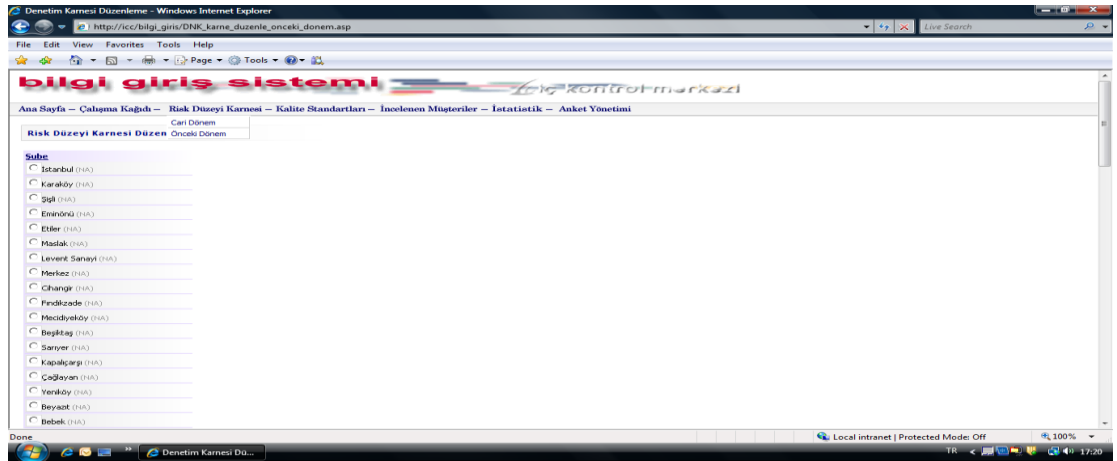 Denetim Karnesi Düzenleme - Windows Internet Explorer
http://icc/bilgi_giris/DNK_karne_duzenle_onceki_donem.asp
Live Search
File Edit View Favorites Tools Help
Page Tools
bilgi giriş sistemi
iç kontrol merkezi
Ana Sayfa – Çalışma Kağıdı – Risk Düzeyi Karnesi – Kalite Standartları – İncelenen Müşteriler – İstatistik – Anket Yönetimi
Cari Dönem
Risk Düzeyi Karnesi Düzen Önceki Dönem
Şube
İstanbul (NA)
Karaköy (NA)
Şişli (NA)
Eminönü (NA)
Etiler (NA)
Maslak (NA)
Levent Sanayi (NA)
Merkez (NA)
Cihangir (NA)
Fındıkzade (NA)
Mecidiyeköy (NA)
Beşiktaş (NA)
Sarıyer (NA)
Kapalıçarşı (NA)
Çağlayan (NA)
Yeniköy (NA)
Beyazıt (NA)
Bebek (NA)
Done
Local intranet | Protected Mode: Off
100%
Denetim Karnesi Dü...
TR
17:20